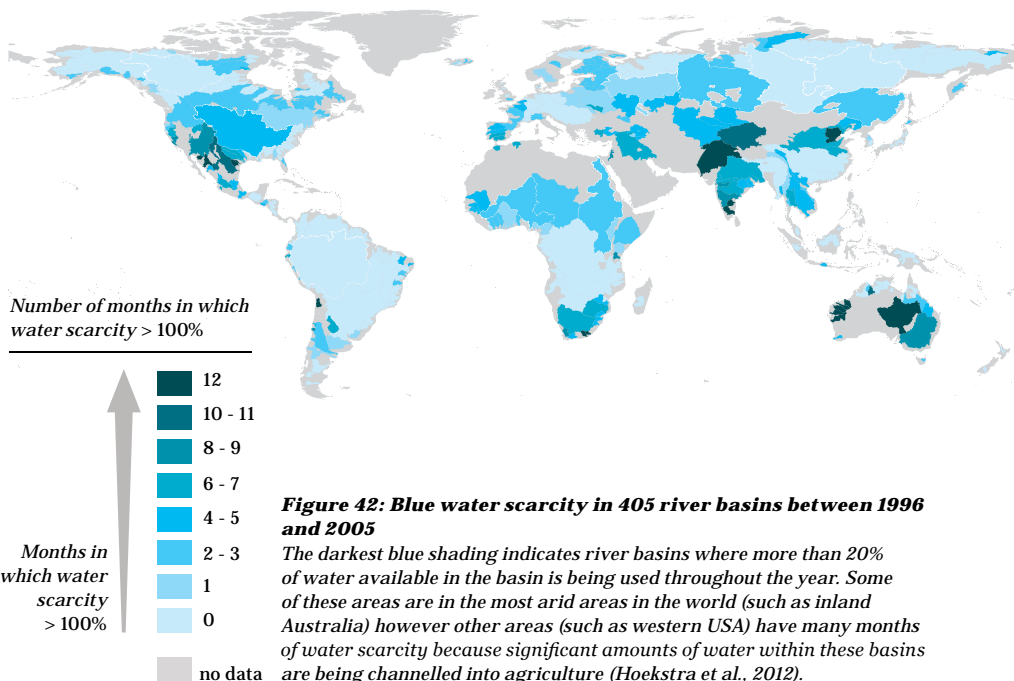 Number of months in which
water scarcity > 100%
12
10 - 11
8 - 9
6 - 7
4 - 5
2 - 3
1
0
no data
Months in
which water
scarcity
> 100%
Figure 42: Blue water scarcity in 405 river basins between 1996
and 2005
The darkest blue shading indicates river basins where more than 20%
of water available in the basin is being used throughout the year. Some
of these areas are in the most arid areas in the world (such as inland
Australia) however other areas (such as western USA) have many months
of water scarcity because significant amounts of water within these basins
are being channelled into agriculture (Hoekstra et al., 2012).